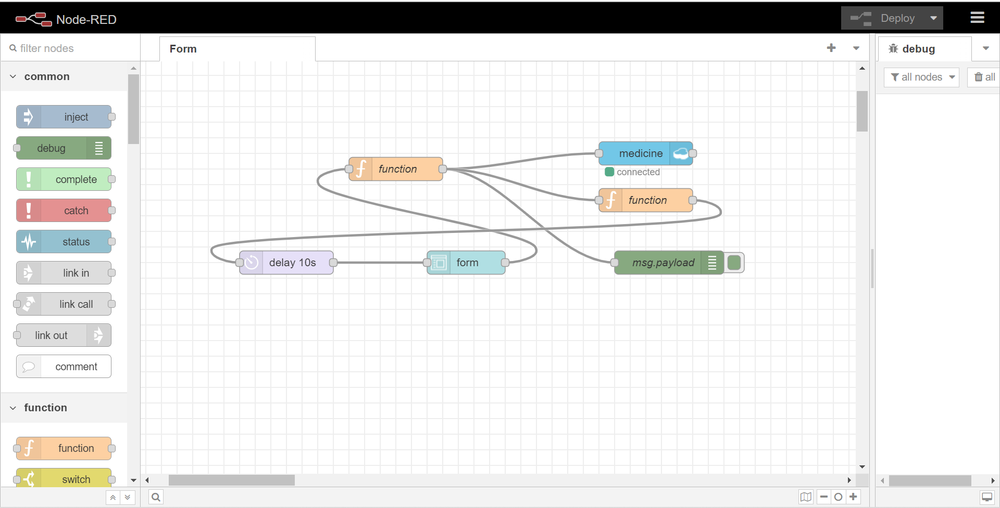 Node-RED
Deploy
filter nodes
Form
debug
common
all nodes
all
inject
debug
complete
catch
status
link in
link call
link out
comment
function
function
switch
function
medicine
connected
function
delay 10s
form
msg.payload